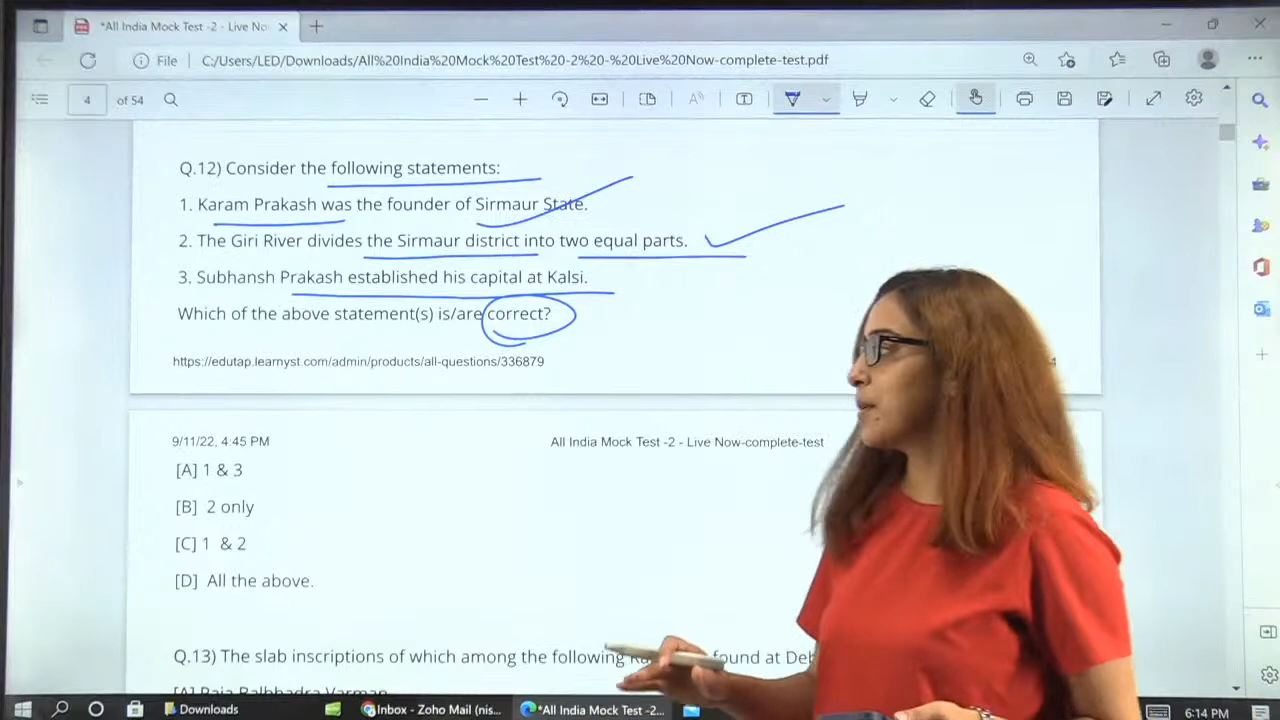 *All India Mock Test -2 - Live No
File
C:/Users/LED/Downloads/All%20India%20Mock%20Test%20-2%20-%20Live%20Now-complete-test.pdf
4 of 54
Q.12) Consider the following statements:
1. Karam Prakash was the founder of Sirmaur State.
2. The Giri River divides the Sirmaur district into two equal parts.
3. Subhansh Prakash established his capital at Kalsi.
Which of the above statement(s) is/are correct?
https://edutap.learnyst.com/admin/products/all-questions/336879
9/11/22, 4:45 PM
All India Mock Test -2 - Live Now-complete-test
[A] 1 & 3
[B] 2 only
[C] 1 & 2
[D] All the above.
Q.13) The slab inscriptions of which among the following found at Deb
[A] Raja Balbhadra Varman
Downloads
Inbox - Zoho Mail (nis...
*All India Mock Test -2...
6:14 PM